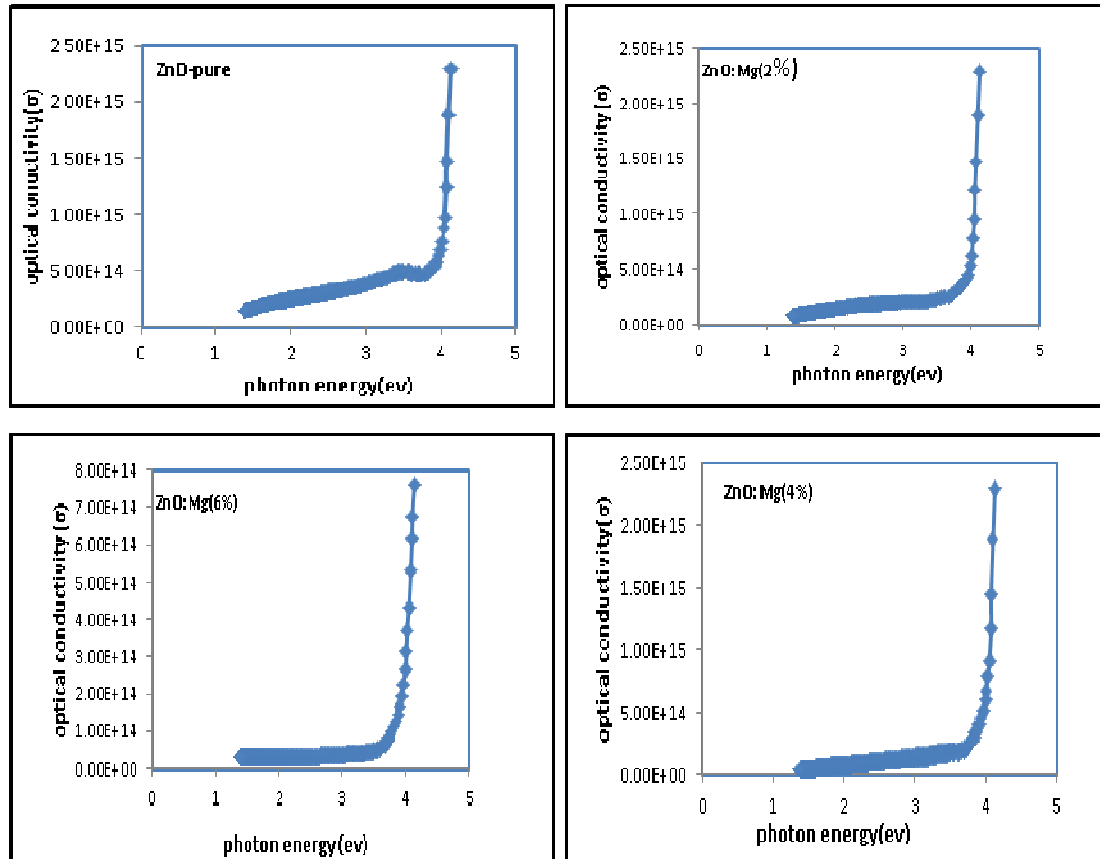 ZnO-pure
optical conductivity(σ)
2.50E+15
2.00E+15
1.50E+15
1.00E+15
5.00E+14
0.00E+00
0 1 2 3 4 5
photon energy(ev)
ZnO:Mg(2%)
optical conductivity(σ)
2.50E+15
2.00E+15
1.50E+15
1.00E+15
5.00E+14
0.00E+00
0 1 2 3 4 5
photon energy(ev)
ZnO:Mg(6%)
optical conductivity(σ)
8.00E+14
7.00E+14
6.00E+14
5.00E+14
4.00E+14
3.00E+14
2.00E+14
1.00E+14
0.00E+00
0 1 2 3 4 5
photon energy(ev)
ZnO:Mg(4%)
optical conductivity(σ)
2.50E+15
2.00E+15
1.50E+15
1.00E+15
5.00E+14
0.00E+00
0 1 2 3 4 5
photon energy(ev)